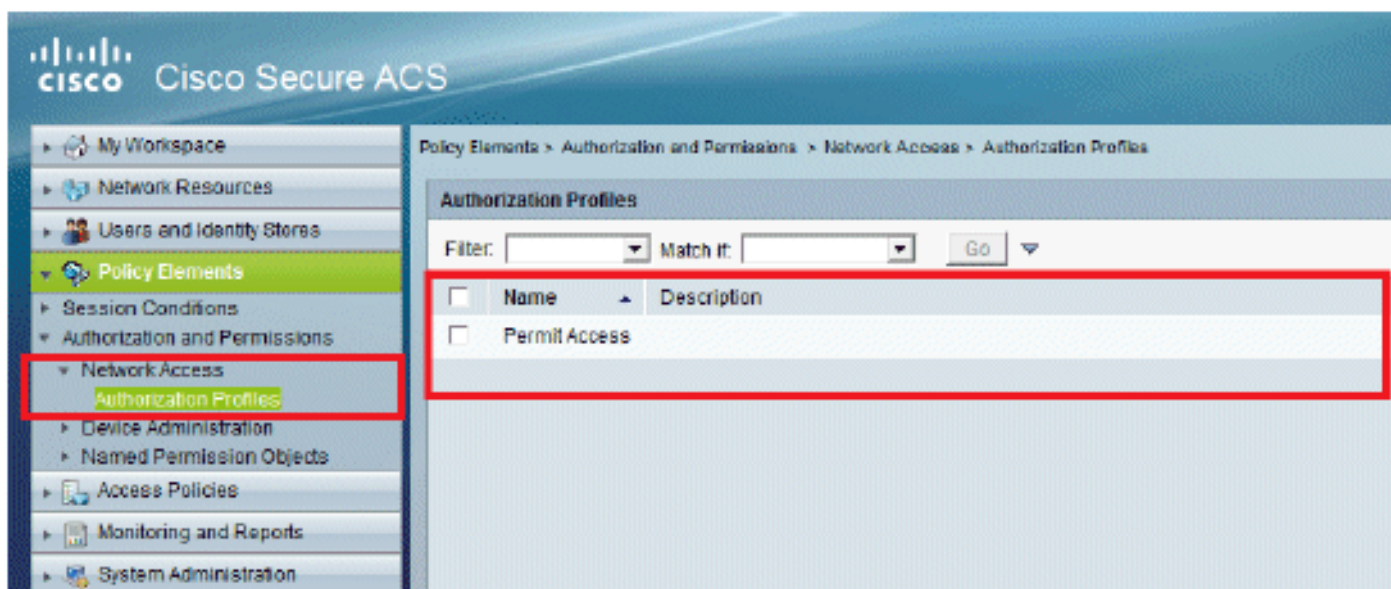 CISCO Cisco Secure ACS
My Workspace
Network Resources
Users and Identity Stores
Policy Elements
Session Conditions
Authorization and Permissions
Network Access
Authorization Profiles
Device Administration
Named Permission Objects
Access Policies
Monitoring and Reports
System Administration
Policy Elements > Authorization and Permissions > Network Access > Authorization Profiles
Authorization Profiles
Filter: Match if: Go
Name Description
Permit Access